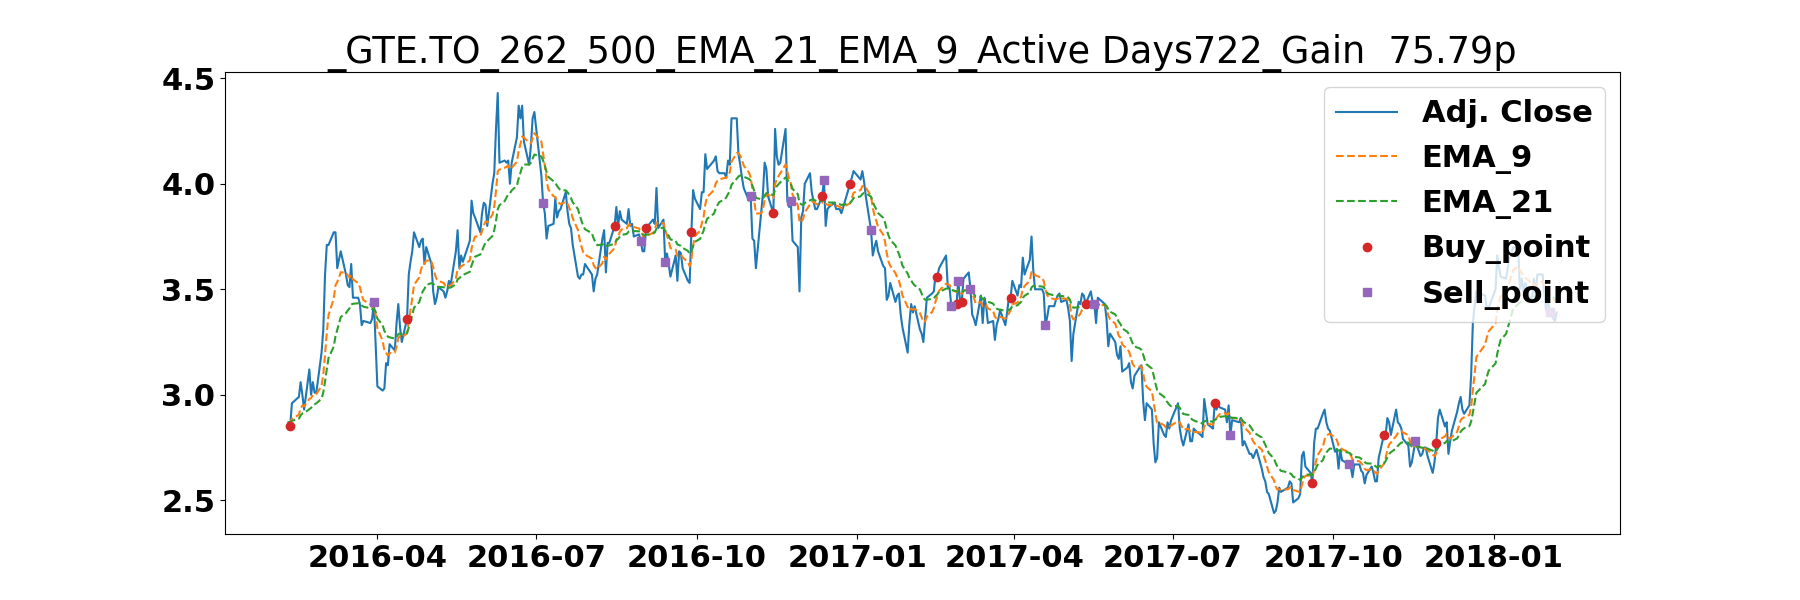 _GTE.TO_262_500_EMA_21_EMA_9_Active Days722_Gain  75.79p
4.5
4.0
3.5
3.0
2.5
Adj. Close
EMA_9
EMA_21
Buy_point
Sell_point
2016-04 2016-07 2016-10 2017-01 2017-04 2017-07 2017-10 2018-01